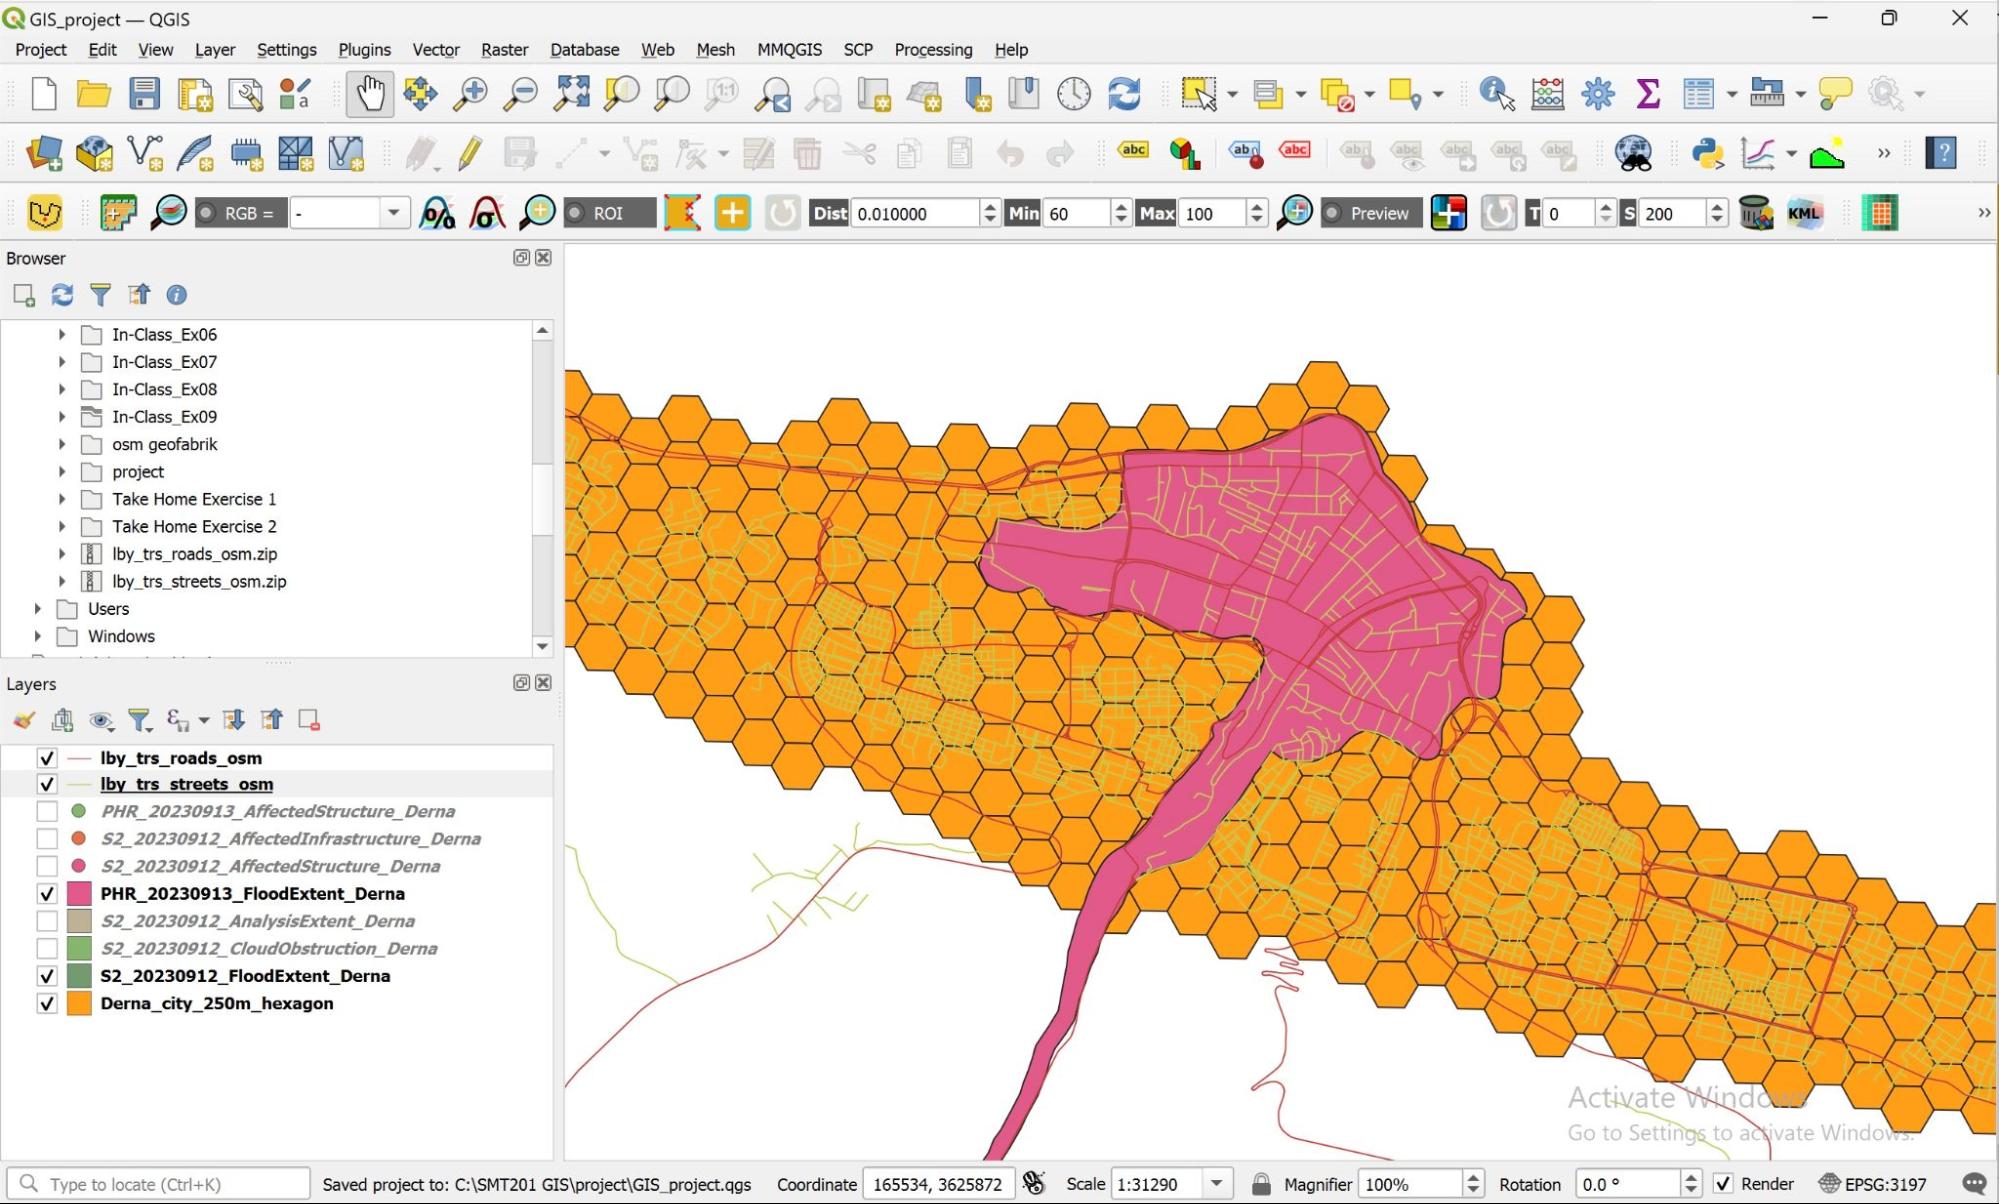 GIS_project — QGIS
Project Edit View Layer Settings Plugins Vector Raster Database Web Mesh MMQGIS SCP Processing Help
RGB = - ROI Dist 0.010000 Min 60 Max 100 Preview T 0 S 200 KML
Browser
In-Class_Ex06
In-Class_Ex07
In-Class_Ex08
In-Class_Ex09
osm geofabrik
project
Take Home Exercise 1
Take Home Exercise 2
lby_trs_roads_osm.zip
lby_trs_streets_osm.zip
Users
Windows
Layers
lby_trs_roads_osm
lby_trs_streets_osm
PHR_20230913_AffectedStructure_Derna
S2_20230912_AffectedInfrastructure_Derna
S2_20230912_AffectedStructure_Derna
PHR_20230913_FloodExtent_Derna
S2_20230912_AnalysisExtent_Derna
S2_20230912_CloudObstruction_Derna
S2_20230912_FloodExtent_Derna
Derna_city_250m_hexagon
Activate Windows
Go to Settings to activate Windows.
Type to locate (Ctrl+K) Saved project to: C:\SMT201 GIS\project\GIS_project.qgs Coordinate 165534, 3625872 Scale 1:31290 Magnifier 100% Rotation 0.0 ° Render EPSG:3197